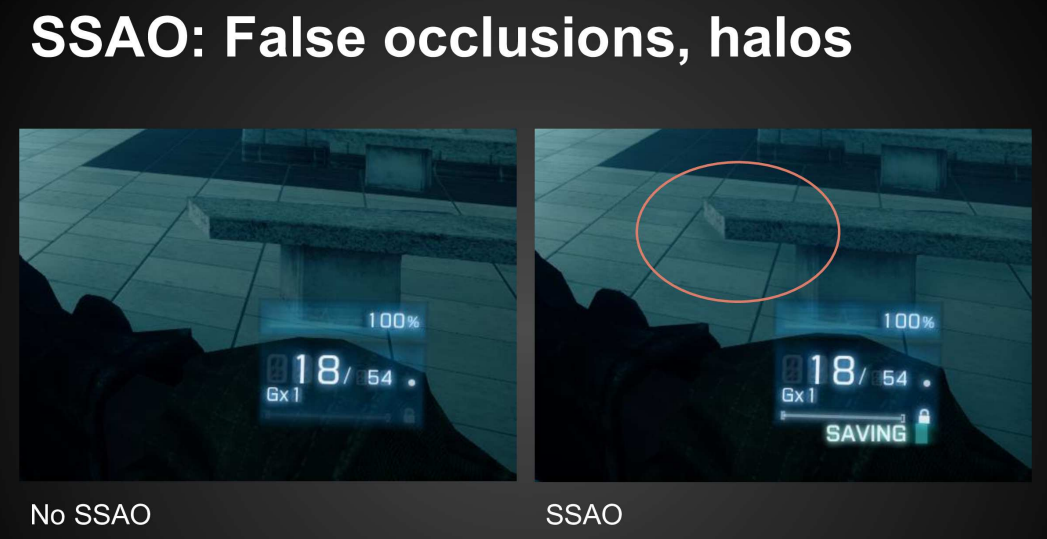 SSAO: False occlusions, halos
100%
18/ 54
Gx1
100%
18/ 54
Gx1
SAVING
No SSAO
SSAO